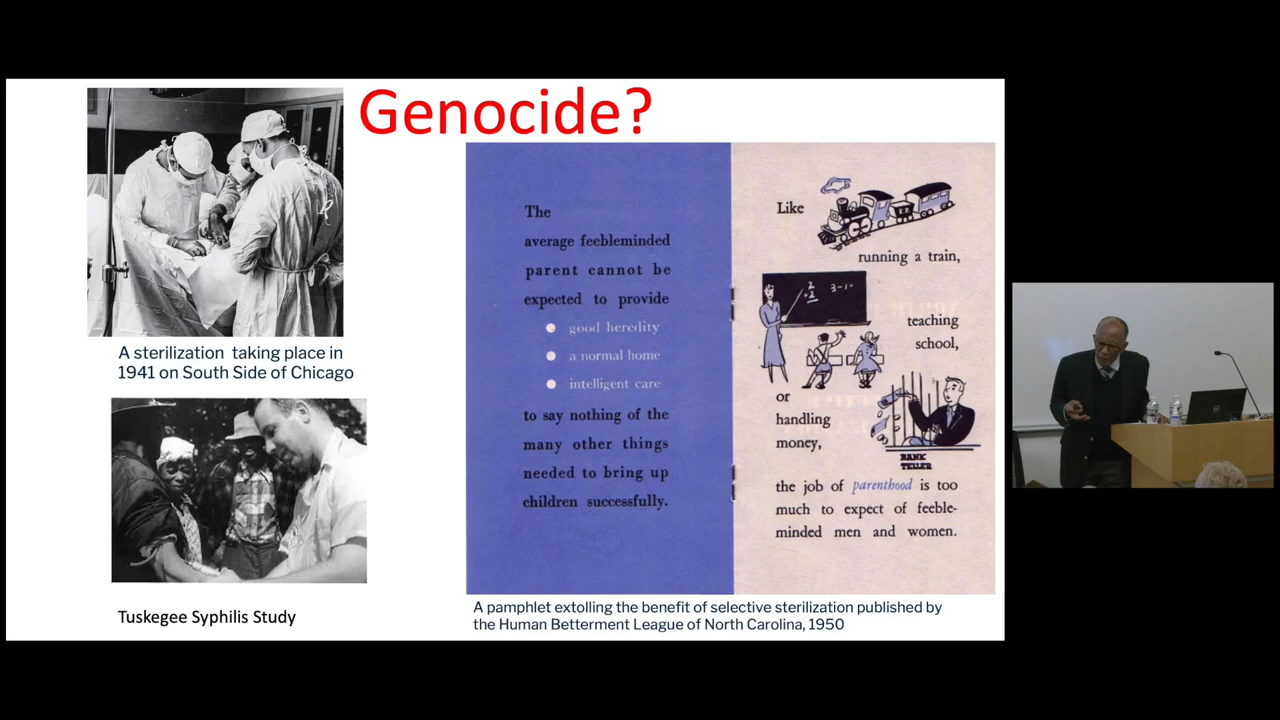 Genocide?
A sterilization taking place in
1941 on South Side of Chicago
Tuskegee Syphilis Study
The
average feebleminded
parent cannot be
expected to provide
good heredity
a normal home
intelligent care
to say nothing of the
many other things
needed to bring up
children successfully.
Like
running a train,
2
+2
3-1=
teaching
school,
or
handling
money,
BANK
TELLER
the job of parenthood is too
much to expect of feeble-
minded men and women.
A pamphlet extolling the benefit of selective sterilization published by
the Human Betterment League of North Carolina, 1950